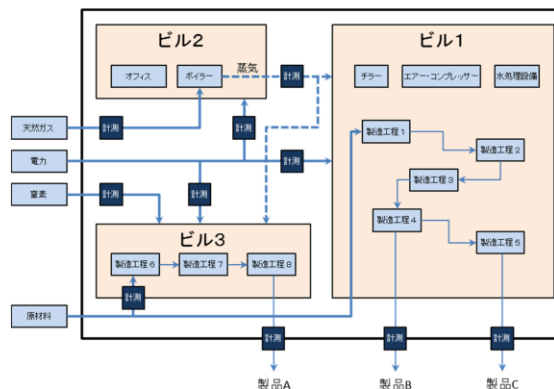 ビル2
ビル1
オフィス
ボイラー
蒸気
計測
チラー
エアー・コンプレッサー
水処理設備
天然ガス
計測
計測
製造工程1
電力
計測
製造工程2
製造工程3
窒素
計測
計測
製造工程4
ビル3
製造工程5
製造工程6
製造工程7
製造工程8
計測
原材料
計測
計測
計測
製品A
製品B
製品C